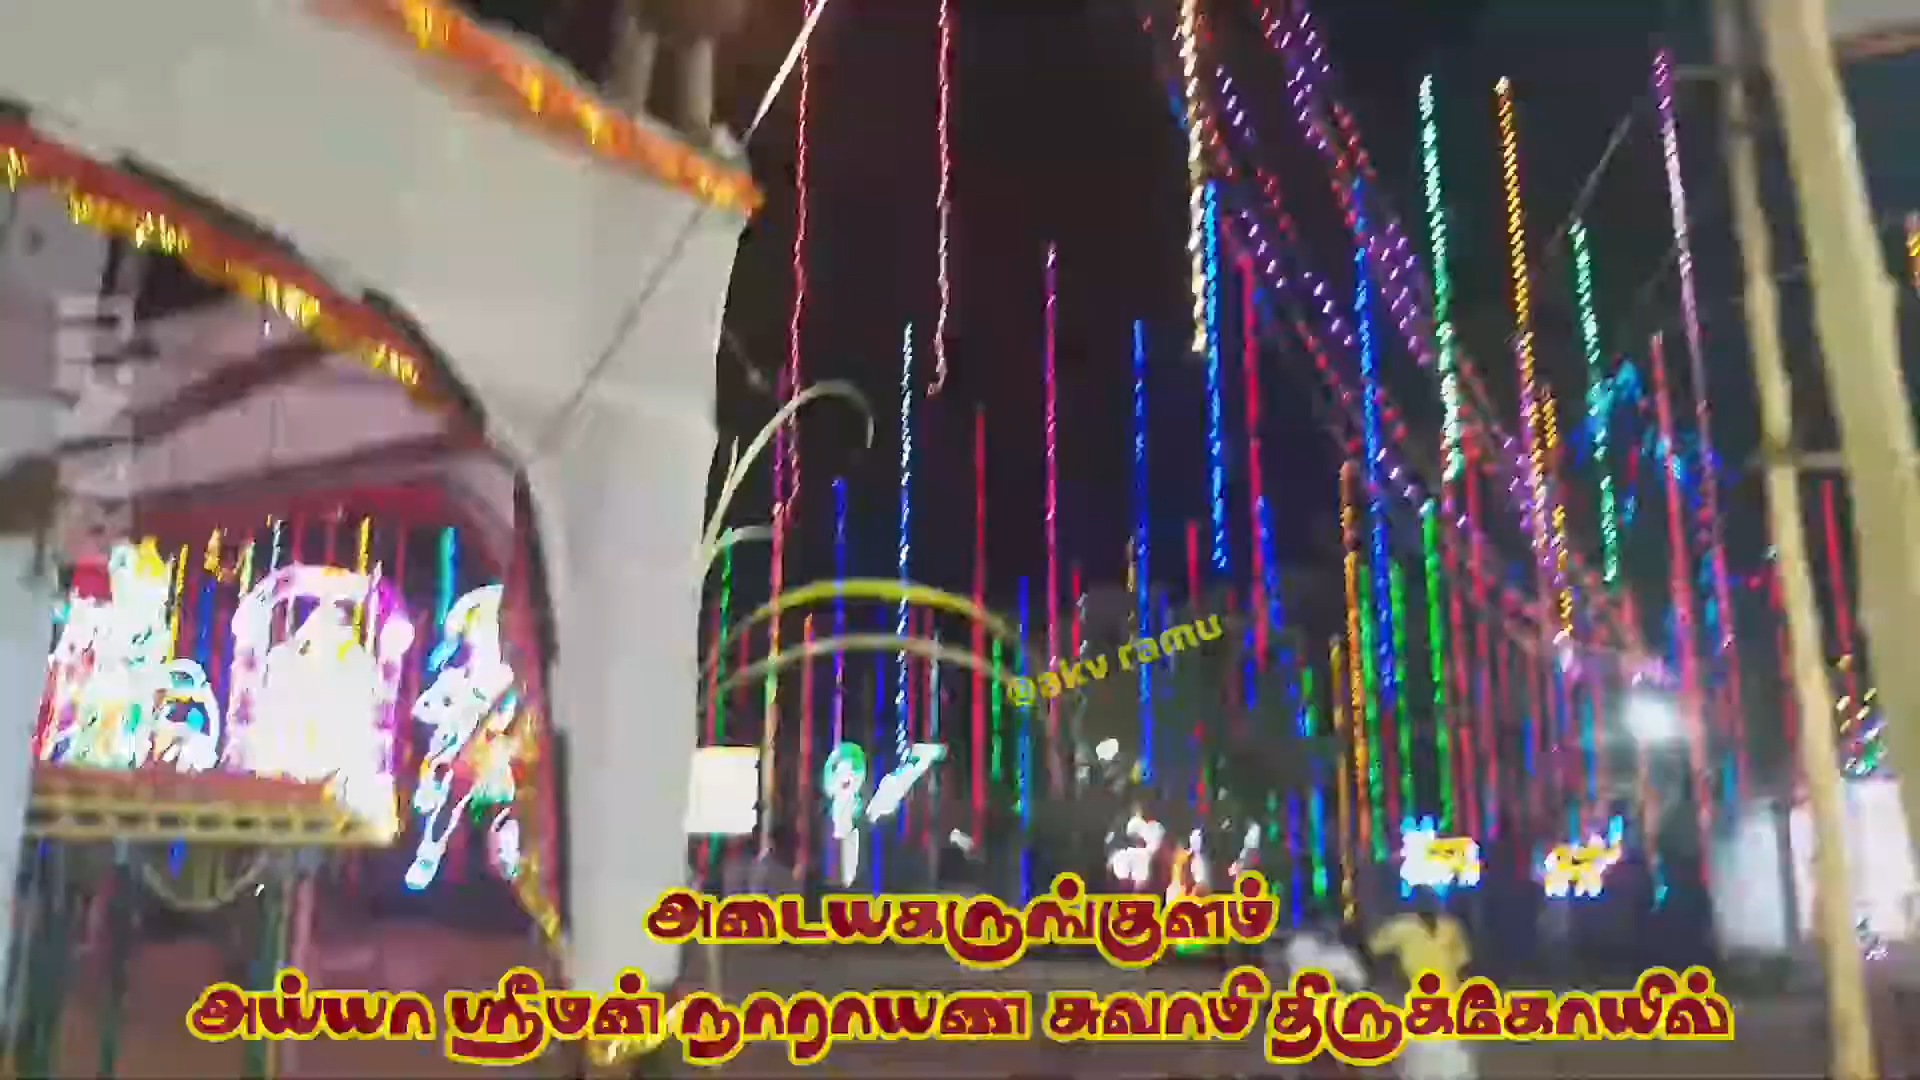 @akv ramu
அடையகருங்குளம்
அய்யா ஸ்ரீமன் நாராயண சுவாமி திருக்கோயில்